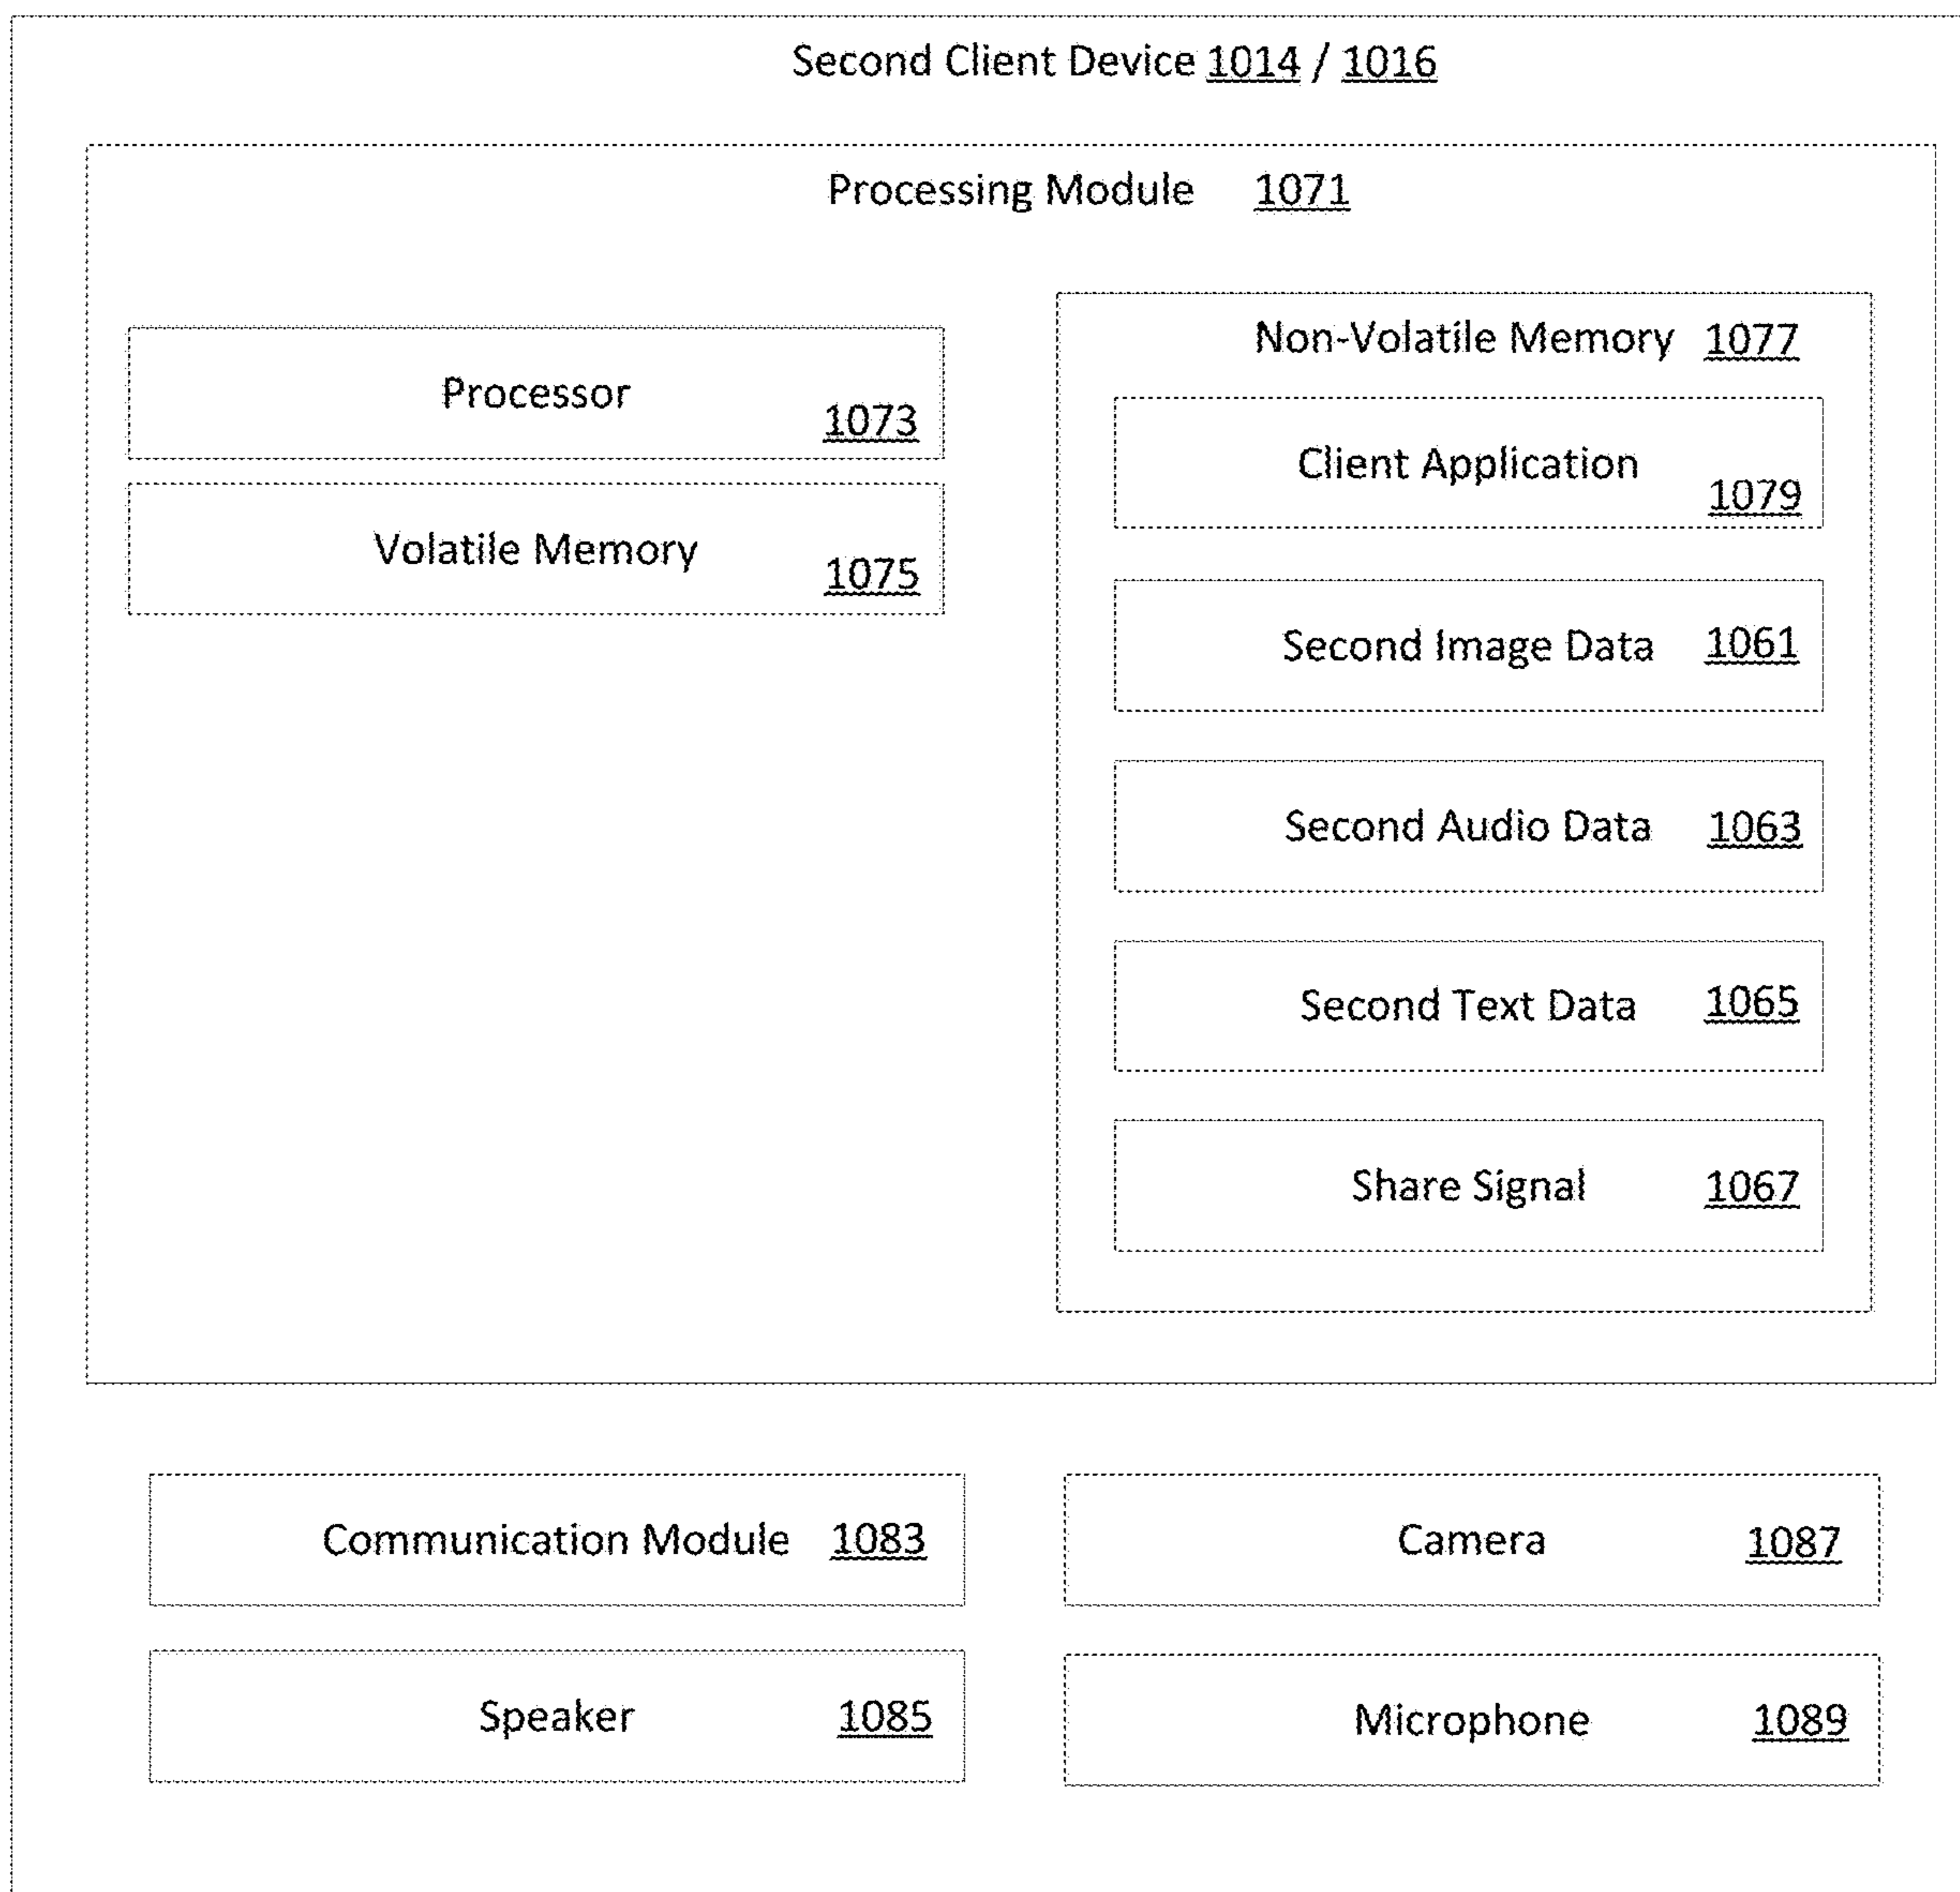 Second Client Device 1014 / 1016
Processing Module 1071
Processor 1073
Volatile Memory 1075
Non-Volatile Memory 1077
Client Application 1079
Second Image Data 1061
Second Audio Data 1063
Second Text Data 1065
Share Signal 1067
Communication Module 1083
Camera 1087
Speaker 1085
Microphone 1089